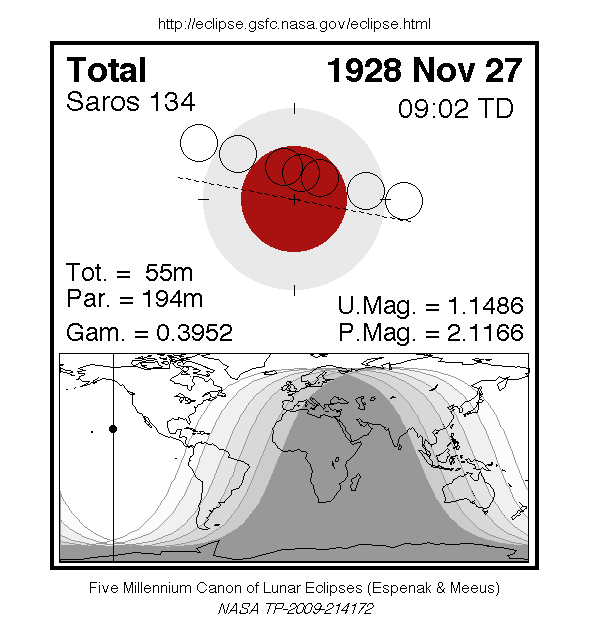 http://eclipse.gsfc.nasa.gov/eclipse.html
Total 1928 Nov 27
Saros 134 09:02 TD
Tot. = 55m
Par. = 194m
Gam. = 0.3952
U.Mag. = 1.1486
P.Mag. = 2.1166
Five Millennium Canon of Lunar Eclipses (Espenak & Meeus)
NASA TP-2009-214172